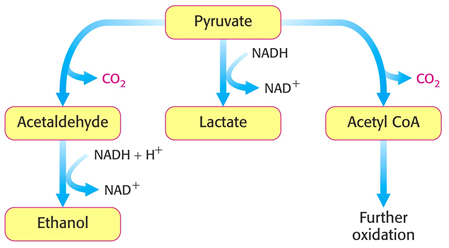 Pyruvate
NADH
NAD⁺
CO₂
CO₂
Acetaldehyde
Lactate
Acetyl CoA
NADH + H⁺
NAD⁺
Ethanol
Further
oxidation